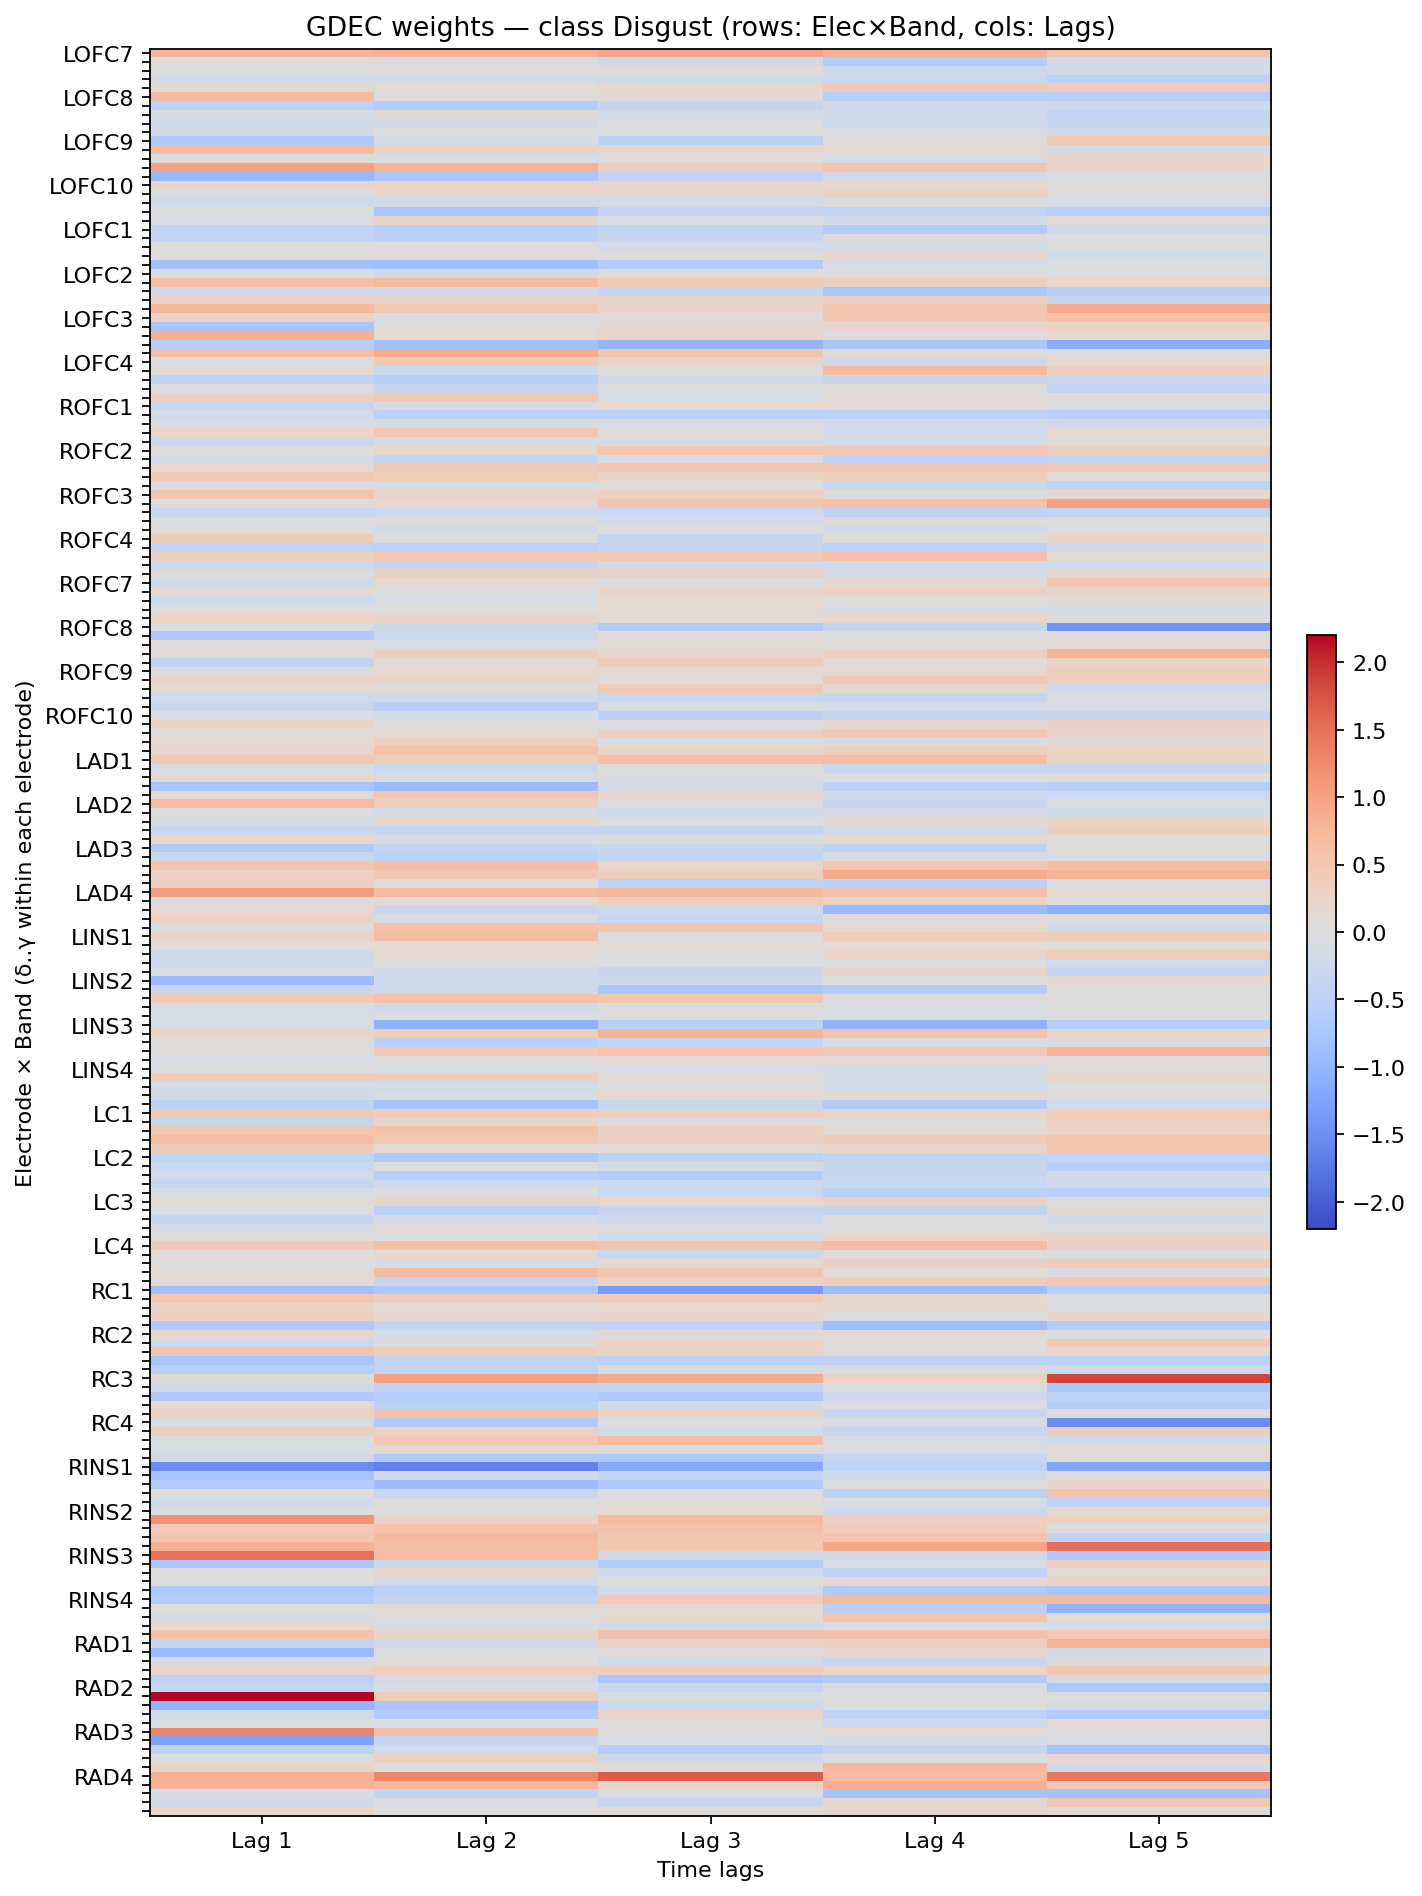 GDEC weights — class Disgust (rows: Elec×Band, cols: Lags)
LOFC7
LOFC8
LOFC9
LOFC10
LOFC1
LOFC2
LOFC3
LOFC4
ROFC1
ROFC2
ROFC3
ROFC4
ROFC7
ROFC8
ROFC9
ROFC10
LAD1
LAD2
LAD3
LAD4
LINS1
LINS2
LINS3
LINS4
LC1
LC2
LC3
LC4
RC1
RC2
RC3
RC4
RINS1
RINS2
RINS3
RINS4
RAD1
RAD2
RAD3
RAD4
Electrode × Band (δ..γ within each electrode)
Lag 1
Lag 2
Lag 3
Lag 4
Lag 5
Time lags
2.0
1.5
1.0
0.5
0.0
−0.5
−1.0
−1.5
−2.0